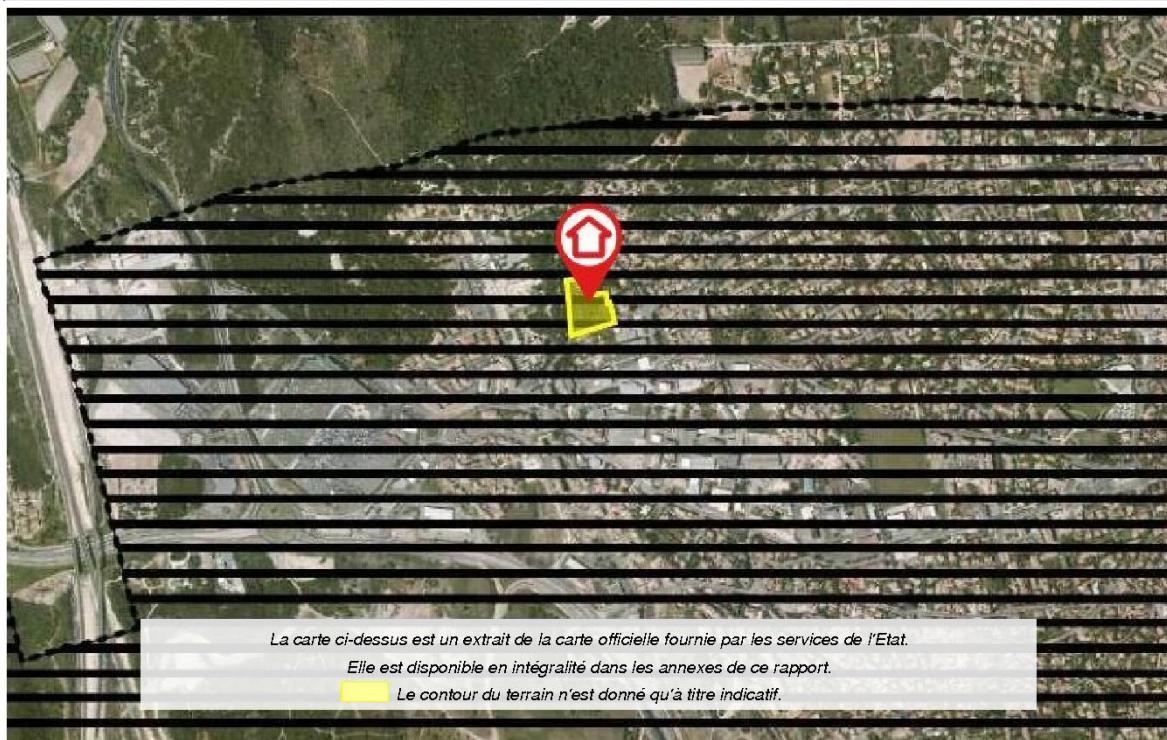 La carte ci-dessus est un extrait de la carte officielle fournie par les services de l'Etat.
Elle est disponible en intégralité dans les annexes de ce rapport.
Le contour du terrain n'est donné qu'à titre indicatif.